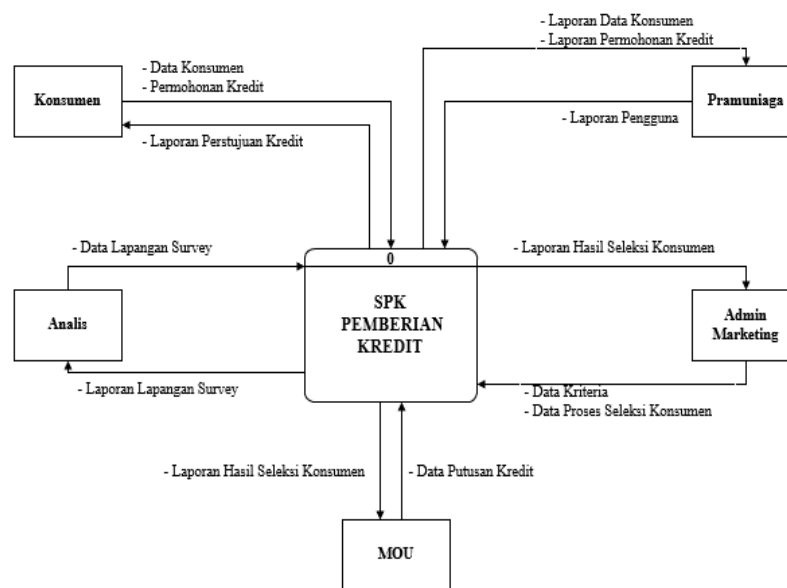 - Laporan Data Konsumen
- Laporan Permohonan Kredit
- Data Konsumen
- Permohonan Kredit
Konsumen
Pramuniaga
- Laporan Pengguna
- Laporan Perstujuan Kredit
- Data Lapangan Survey
- Laporan Hasil Seleksi Konsumen
0
SPK
PEMBERIAN
KREDIT
Analis
Admin
Marketing
- Laporan Lapangan Survey
- Data Kriteria
- Data Proses Seleksi Konsumen
- Laporan Hasil Seleksi Konsumen
- Data Putusan Kredit
MOU